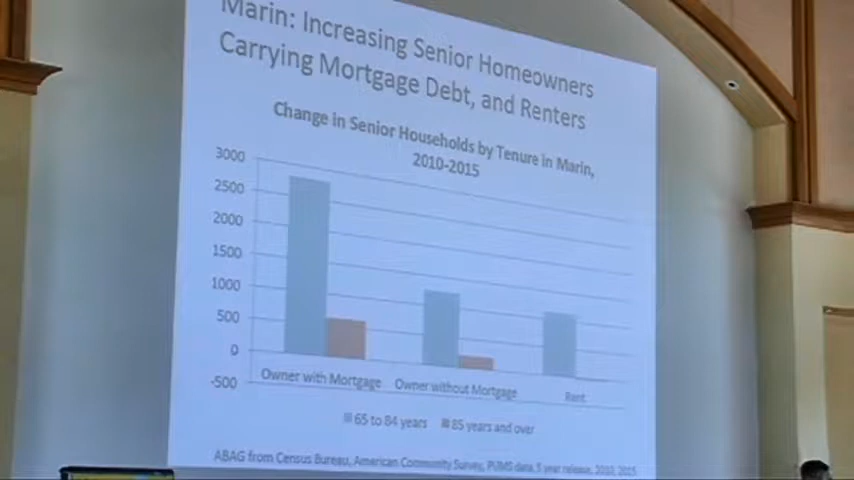 Marin: Increasing Senior Homeowners
Carrying Mortgage Debt, and Renters
Change in Senior Households by Tenure in Marin,
2010-2015
3000
2500
2000
1500
1000
500
0
-500
Owner with Mortgage
Owner without Mortgage
Rent
65 to 84 years
85 years and over
ABAG from Census Bureau, American Community Survey, PUMS data, 5 year release, 2010, 2015